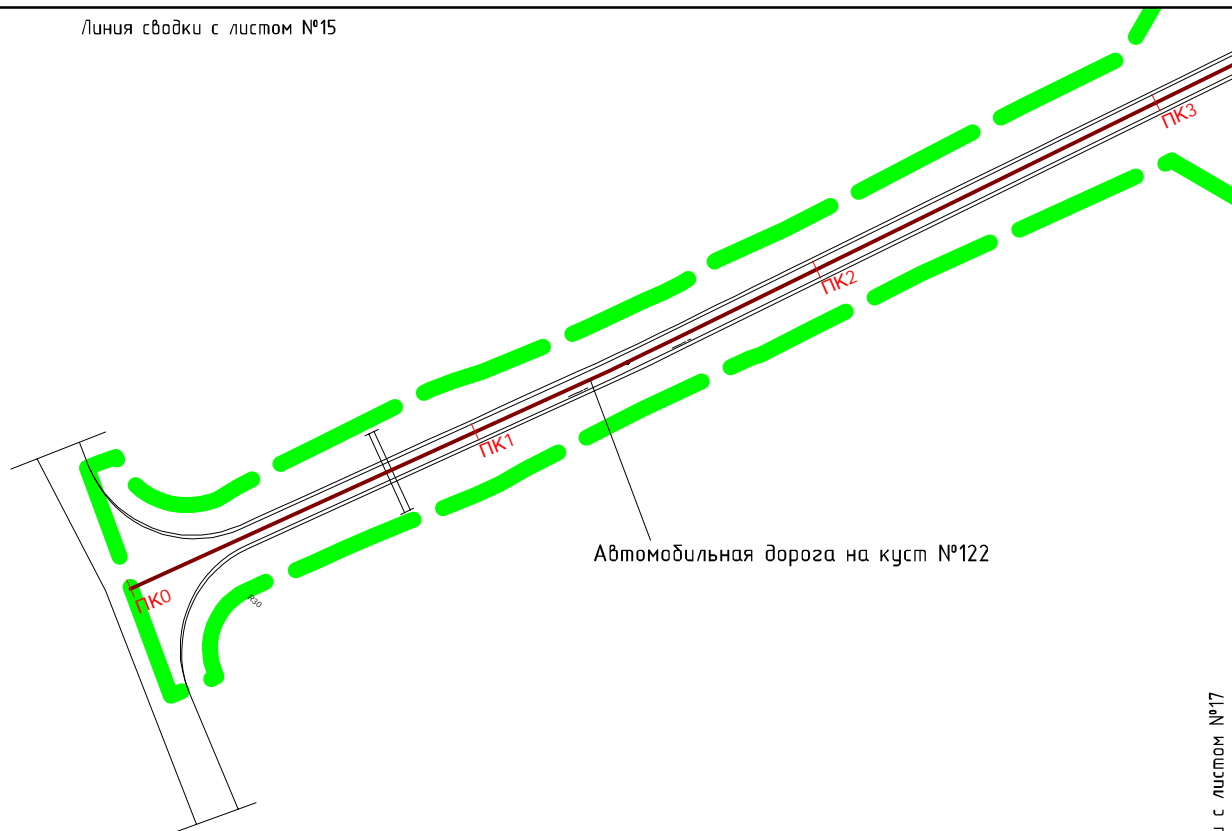 Линия сводки с листом №15
ПК3
ПК2
ПК1
Автомобильная дорога на куст №122
ПК0
R30
с листом №17